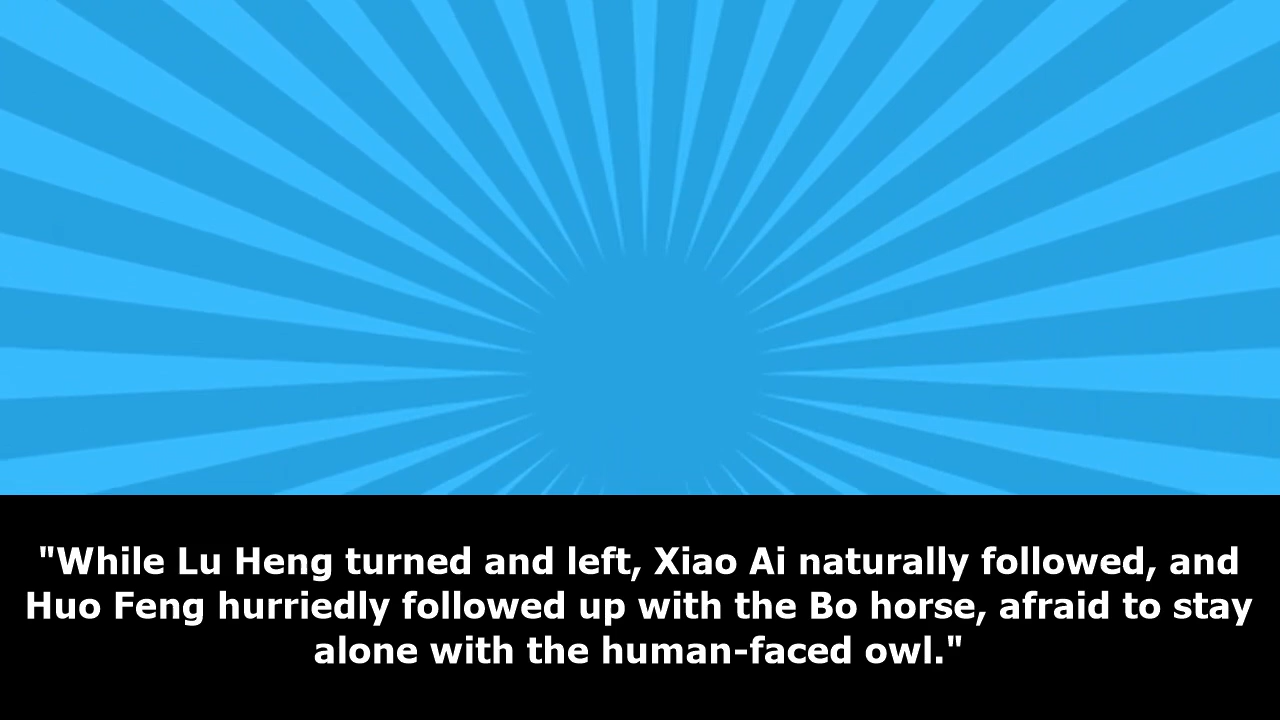 "While Lu Heng turned and left, Xiao Ai naturally followed, and
Huo Feng hurriedly followed up with the Bo horse, afraid to stay
alone with the human-faced owl."